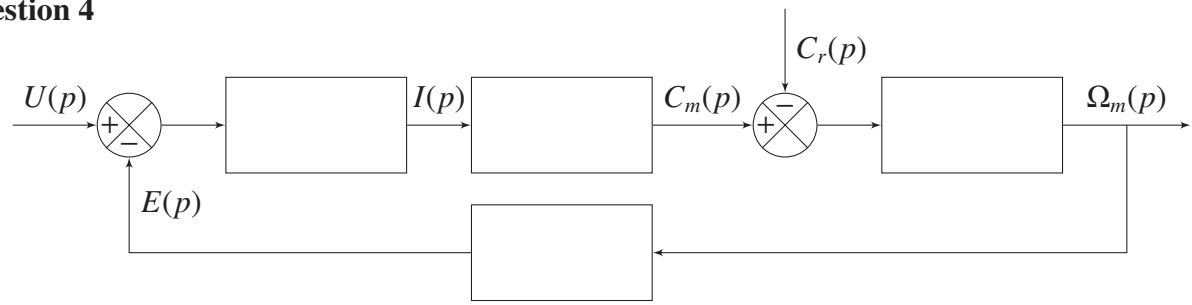 estion 4
C_r(p)
U(p) + − I(p) C_m(p) + − Ω_m(p)
E(p)